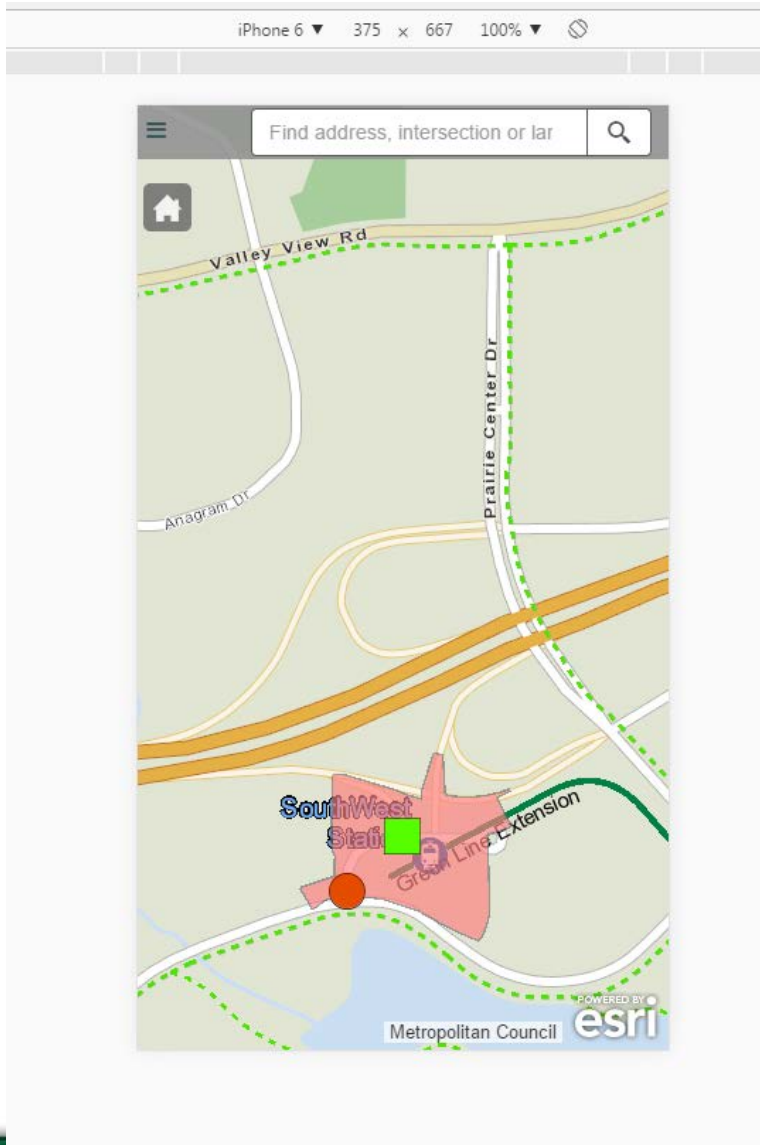 iPhone 6 ▼ 375 × 667 100% ▼
Find address, intersection or lar
Valley View Rd
Prairie Center Dr
Anagram Dr
SouthWest
Station
Green Line Extension
POWERED BY
esri
Metropolitan Council